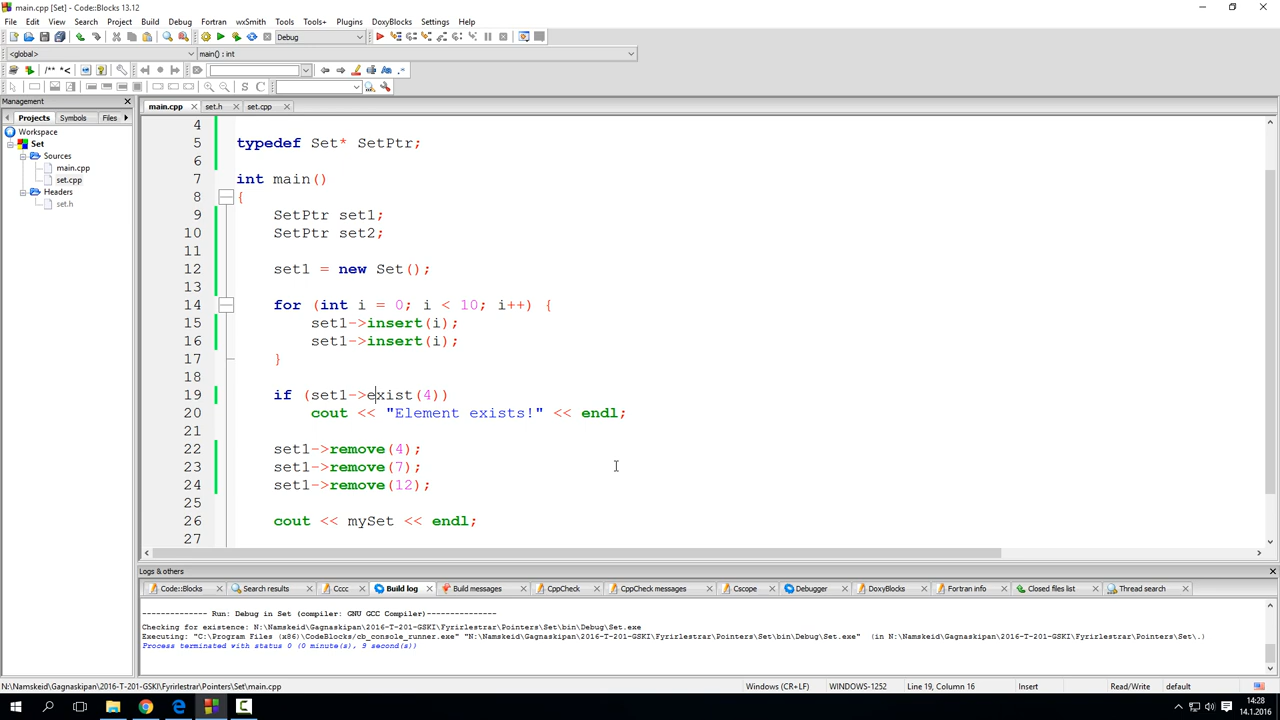 main.cpp [Set] - Code::Blocks 13.12
File Edit View Search Project Build Debug Fortran wxSmith Tools Tools+ Plugins DoxyBlocks Settings Help
Debug
<global> main() : int
/** *<
S C
Management
main.cpp set.h set.cpp
Projects Symbols Files
Workspace
Set
Sources
main.cpp
set.cpp
Headers
set.h
4
5 typedef Set* SetPtr;
6
7 int main()
8 {
9 SetPtr set1;
10 SetPtr set2;
11
12 set1 = new Set();
13
14 for (int i = 0; i < 10; i++) {
15 set1->insert(i);
16 set1->insert(i);
17 }
18
19 if (set1->exist(4))
20 cout << "Element exists!" << endl;
21
22 set1->remove(4);
23 set1->remove(7);
24 set1->remove(12);
25
26 cout << mySet << endl;
27
Logs & others
Code::Blocks Search results Cccc Build log Build messages CppCheck CppCheck messages Cscope Debugger DoxyBlocks Fortran info Closed files list Thread search
-------------- Run: Debug in Set (compiler: GNU GCC Compiler)---------------
Checking for existence: N:\Namskeid\Gagnaskipan\2016-T-201-GSKI\Fyrirlestrar\Pointers\Set\bin\Debug\Set.exe
Executing: "C:\Program Files (x86)\CodeBlocks/cb_console_runner.exe" "N:\Namskeid\Gagnaskipan\2016-T-201-GSKI\Fyrirlestrar\Pointers\Set\bin\Debug\Set.exe"  (in N:\Namskeid\Gagnaskipan\2016-T-201-GSKI\Fyrirlestrar\Pointers\Set\.)
Process terminated with status 0 (0 minute(s), 9 second(s))
N:\Namskeid\Gagnaskipan\2016-T-201-GSKI\Fyrirlestrar\Pointers\Set\main.cpp Windows (CR+LF) WINDOWS-1252 Line 19, Column 16 Insert Read/Write default
14:28
14.1.2016